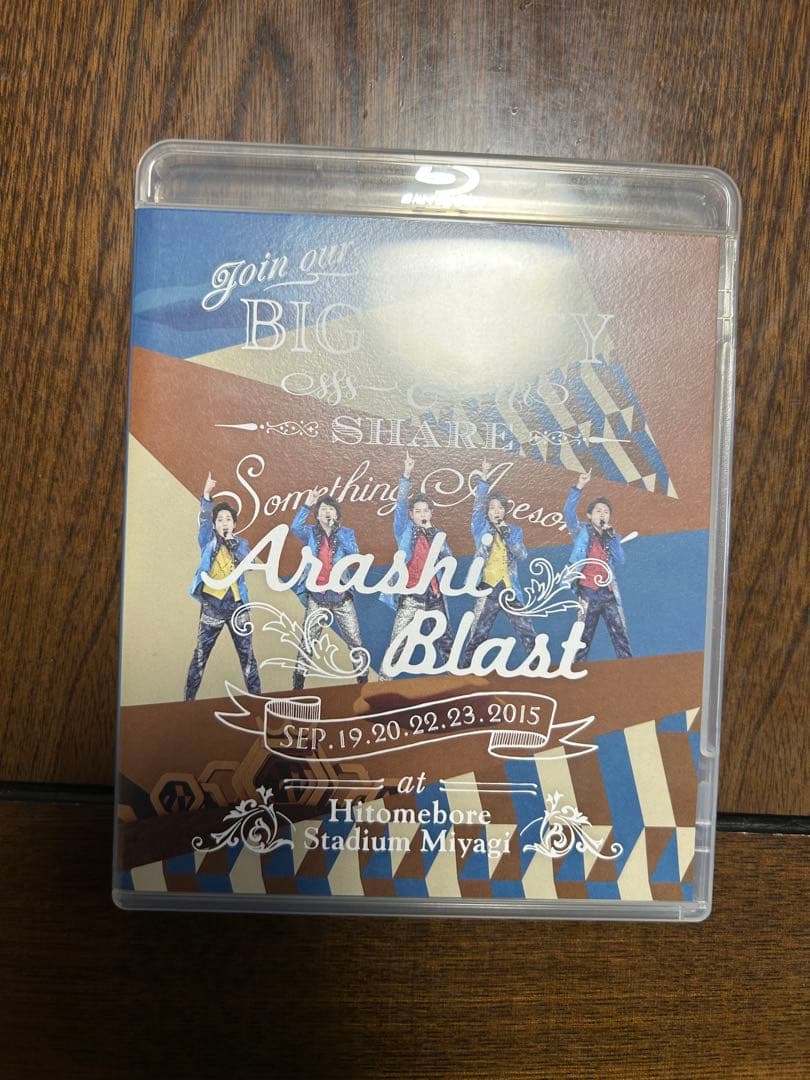 Join our
BIG
& 
SHARE
Something
Arashi
Blast
SEP.19.20.22.23.2015
at
Hitomebore
Stadium Miyagi